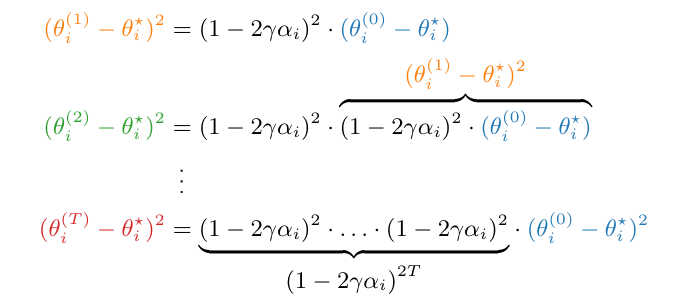 (θ_i^{(1)} − θ_i^⋆)^2 = (1 − 2γα_i)^2 · (θ_i^{(0)} − θ_i^⋆)
(θ_i^{(1)} − θ_i^⋆)^2
(θ_i^{(2)} − θ_i^⋆)^2 = (1 − 2γα_i)^2 · (1 − 2γα_i)^2 · (θ_i^{(0)} − θ_i^⋆)
⋮
(θ_i^{(T)} − θ_i^⋆)^2 = (1 − 2γα_i)^2 · … · (1 − 2γα_i)^2 · (θ_i^{(0)} − θ_i^⋆)^2
(1 − 2γα_i)^{2T}